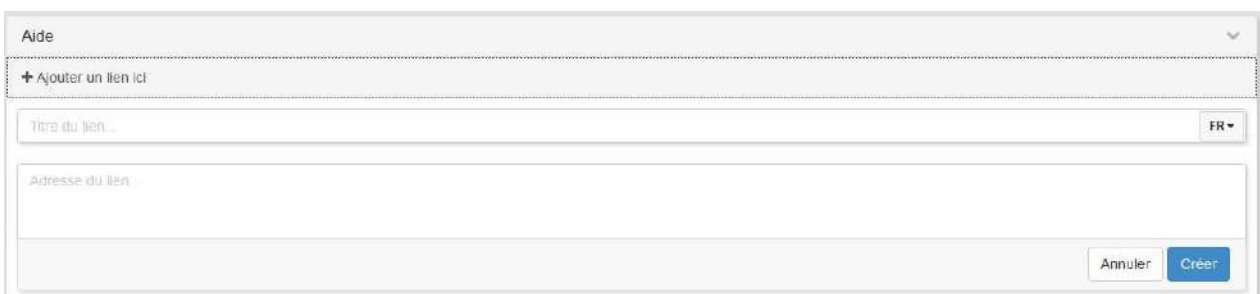 Aide
+ Ajouter un lien ici
Titre du lien...
FR
Adresse du lien...
Annuler
Créer